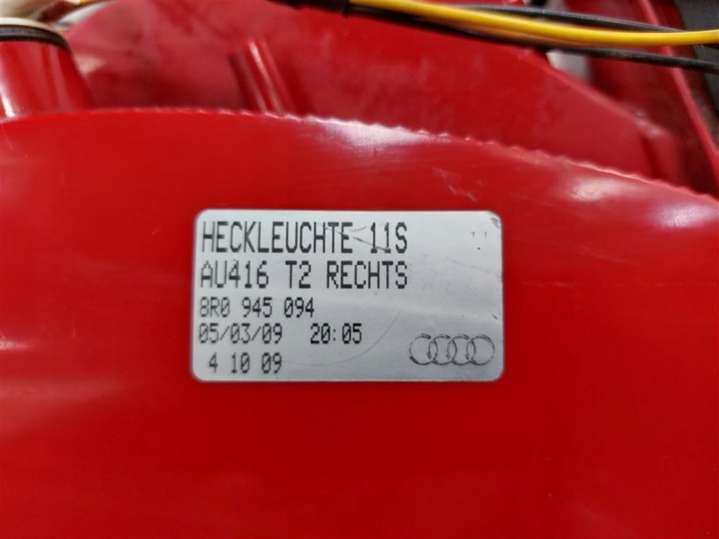 HECKLEUCHTE 11S
AU416 T2 RECHTS
8R0 945 094
05/03/09 20:05
4 10 09